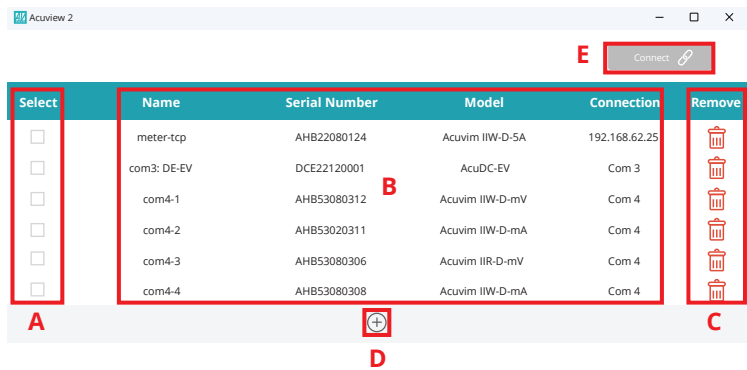 Acuview 2
E
Connect
Select Name Serial Number Model Connection Remove
meter-tcp AHB22080124 Acuvim IIW-D-5A 192.168.62.25
com3: DE-EV DCE22120001 AcuDC-EV Com 3
B
com4-1 AHB53080312 Acuvim IIW-D-mV Com 4
com4-2 AHB53020311 Acuvim IIW-D-mA Com 4
com4-3 AHB53080306 Acuvim IIR-D-mV Com 4
com4-4 AHB53080308 Acuvim IIW-D-mA Com 4
A C
D